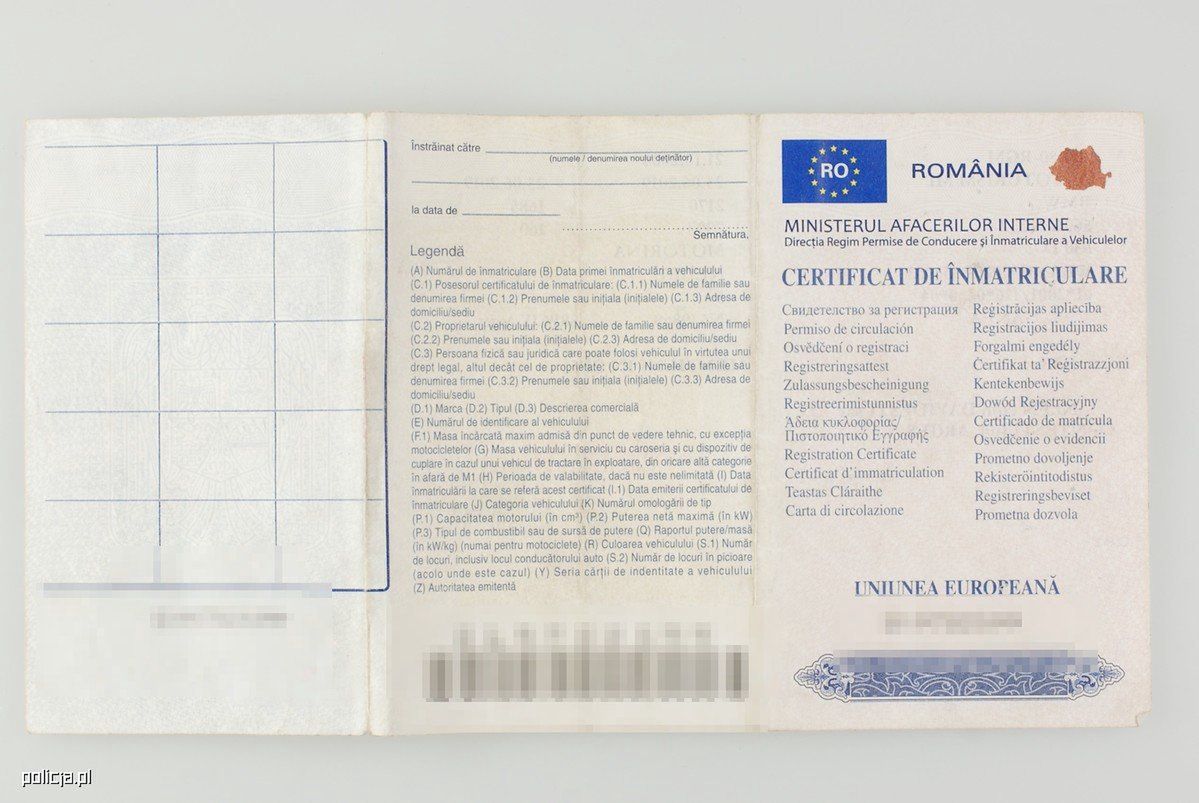 Înstrăinat către
(numele / denumirea noului deținător)
la data de
Semnătura,
Legendă
(A) Numărul de înmatriculare (B) Data primei înmatriculări a vehiculului
(C.1) Posesorul certificatului de înmatriculare: (C.1.1) Numele de familie sau
denumirea firmei (C.1.2) Prenumele sau inițiala (inițialele) (C.1.3) Adresa de
domiciliu/sediu
(C.2) Proprietarul vehiculului: (C.2.1) Numele de familie sau denumirea firmei
(C.2.2) Prenumele sau inițiala (inițialele) (C.2.3) Adresa de domiciliu/sediu
(C.3) Persoana fizică sau juridică care poate folosi vehiculul în virtutea unui
drept legal, altul decât cel de proprietate: (C.3.1) Numele de familie sau
denumirea firmei (C.3.2) Prenumele sau inițiala (inițialele) (C.3.3) Adresa de
domiciliu/sediu
(D.1) Marca (D.2) Tipul (D.3) Descrierea comercială
(E) Numărul de identificare al vehiculului
(F.1) Masa încărcată maxim admisă din punct de vedere tehnic, cu excepția
motocicletelor (G) Masa vehiculului în serviciu cu caroseria și cu dispozitiv de
cuplare în cazul unui vehicul de tractare în exploatare, din oricare altă categorie
în afară de M1 (H) Perioada de valabilitate, dacă nu este nelimitată (I) Data
înmatriculării la care se referă acest certificat (I.1) Data emiterii certificatului de
înmatriculare (J) Categoria vehiculului (K) Numărul omologării de tip
(P.1) Capacitatea motorului (în cm³) (P.2) Puterea netă maximă (în kW)
(P.3) Tipul de combustibil sau de sursă de putere (Q) Raportul putere/masă
(în kW/kg) (numai pentru motociclete) (R) Culoarea vehiculului (S.1) Număr
de locuri, inclusiv locul conducătorului auto (S.2) Număr de locuri în picioare
(acolo unde este cazul) (Y) Seria cărții de indentitate a vehiculului
(Z) Autoritatea emitentă
RO
ROMÂNIA
MINISTERUL AFACERILOR INTERNE
Direcția Regim Permise de Conducere și Înmatriculare a Vehiculelor
CERTIFICAT DE ÎNMATRICULARE
Свидетелство за регистрация
Permiso de circulación
Osvědčení o registraci
Registreringsattest
Zulassungsbescheinigung
Registreerimistunnistus
Άδεια κυκλοφορίας/
Πιστοποιητικό Εγγραφής
Registration Certificate
Certificat d'immatriculation
Teastas Cláraithe
Carta di circolazione
Reģistrācijas apliecība
Registracijos liudijimas
Forgalmi engedély
Ċertifikat ta' Reġistrazzjoni
Kentekenbewijs
Dowód Rejestracyjny
Certificado de matrícula
Osvedčenie o evidencii
Prometno dovoljenje
Rekisteröintitodistus
Registreringsbeviset
Prometna dozvola
UNIUNEA EUROPEANĂ
policja.pl